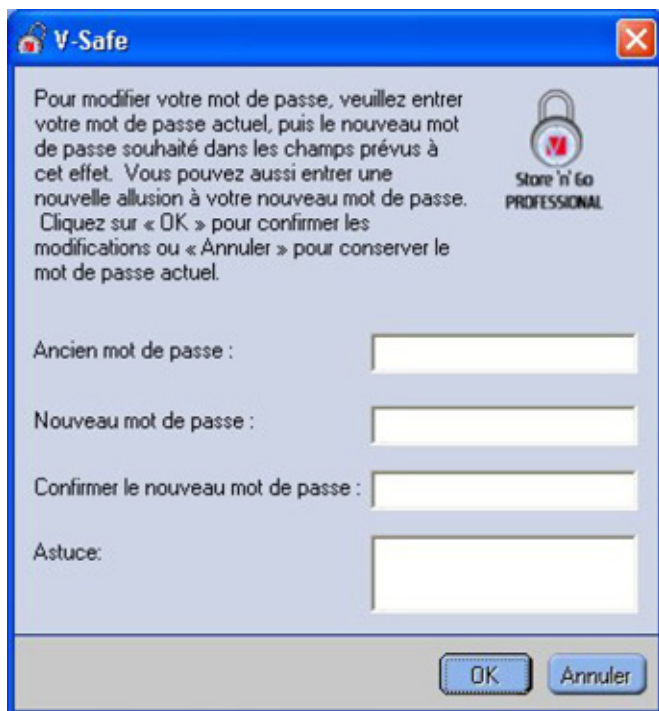 V-Safe
Pour modifier votre mot de passe, veuillez entrer
votre mot de passe actuel, puis le nouveau mot
de passe souhaité dans les champs prévus à
cet effet. Vous pouvez aussi entrer une
nouvelle allusion à votre nouveau mot de passe.
Cliquez sur « OK » pour confirmer les
modifications ou « Annuler » pour conserver le
mot de passe actuel.
Store 'n' Go
PROFESSIONAL
Ancien mot de passe :
Nouveau mot de passe :
Confirmer le nouveau mot de passe :
Astuce:
OK
Annuler